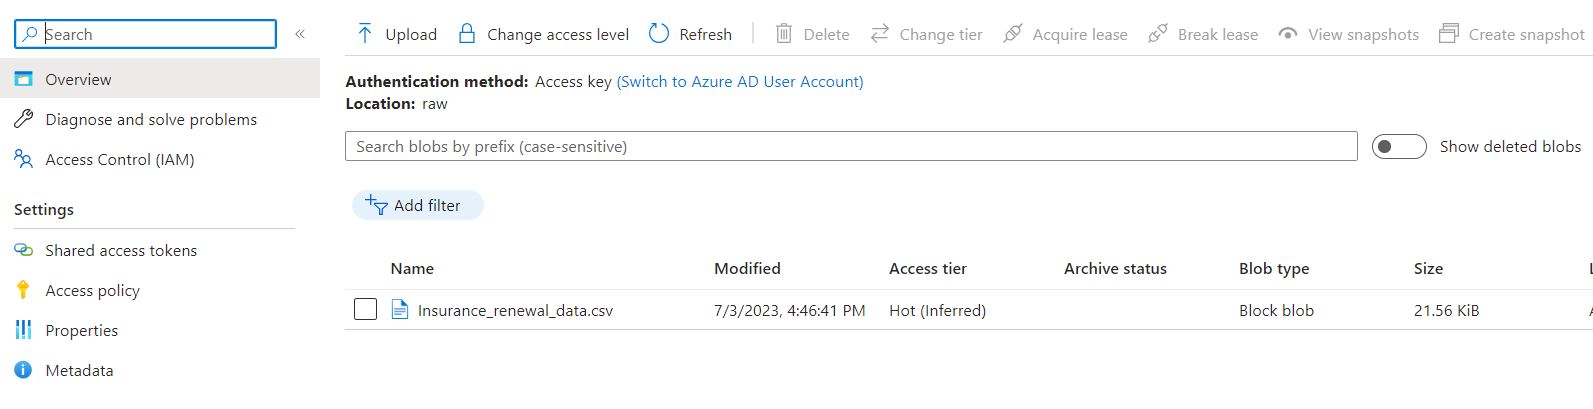 Search «
Upload Change access level Refresh Delete Change tier Acquire lease Break lease View snapshots Create snapshot
Overview
Diagnose and solve problems
Access Control (IAM)
Settings
Shared access tokens
Access policy
Properties
Metadata
Authentication method: Access key (Switch to Azure AD User Account)
Location: raw
Search blobs by prefix (case-sensitive) Show deleted blobs
Add filter
Name Modified Access tier Archive status Blob type Size
Insurance_renewal_data.csv 7/3/2023, 4:46:41 PM Hot (Inferred) Block blob 21.56 KiB